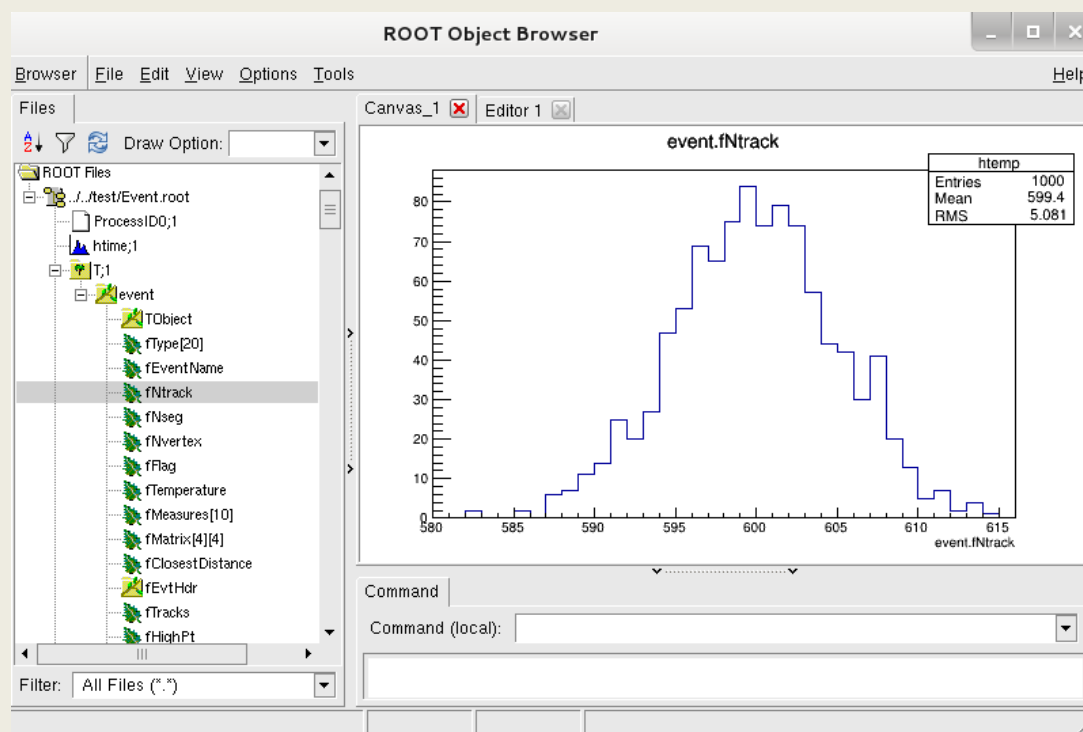 ROOT Object Browser
Browser File Edit View Options Tools Help
Files
Draw Option:
ROOT Files
../../test/Event.root
ProcessID0;1
htime;1
T;1
event
TObject
fType[20]
fEventName
fNtrack
fNseg
fNvertex
fFlag
fTemperature
fMeasures[10]
fMatrix[4][4]
fClosestDistance
fEvtHdr
fTracks
fHighPt
Filter: All Files (*.*)
Canvas_1 Editor 1
event.fNtrack
htemp
Entries 1000
Mean 599.4
RMS 5.081
80
70
60
50
40
30
20
10
0
580 585 590 595 600 605 610 615
event.fNtrack
Command
Command (local):